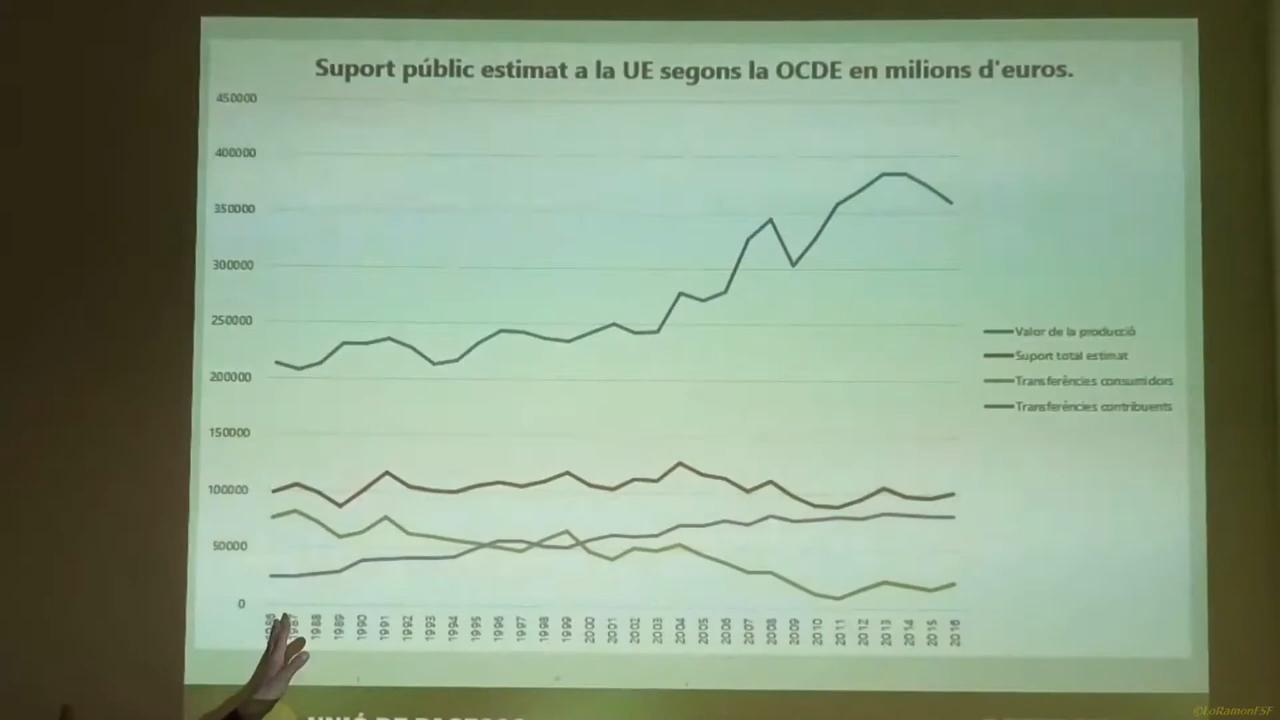 Suport públic estimat a la UE segons la OCDE en milions d'euros.
450000
400000
350000
300000
250000
200000
150000
100000
50000
0
Valor de la producció
Suport total estimat
Transferències consumidors
Transferències contribuents
1987 1988 1989 1990 1991 1992 1993 1994 1995 1996 1997 1998 1999 2000 2001 2002 2003 2004 2005 2006 2007 2008 2009 2010 2011 2012 2013 2014 2015 2016
©LoRamonFSF